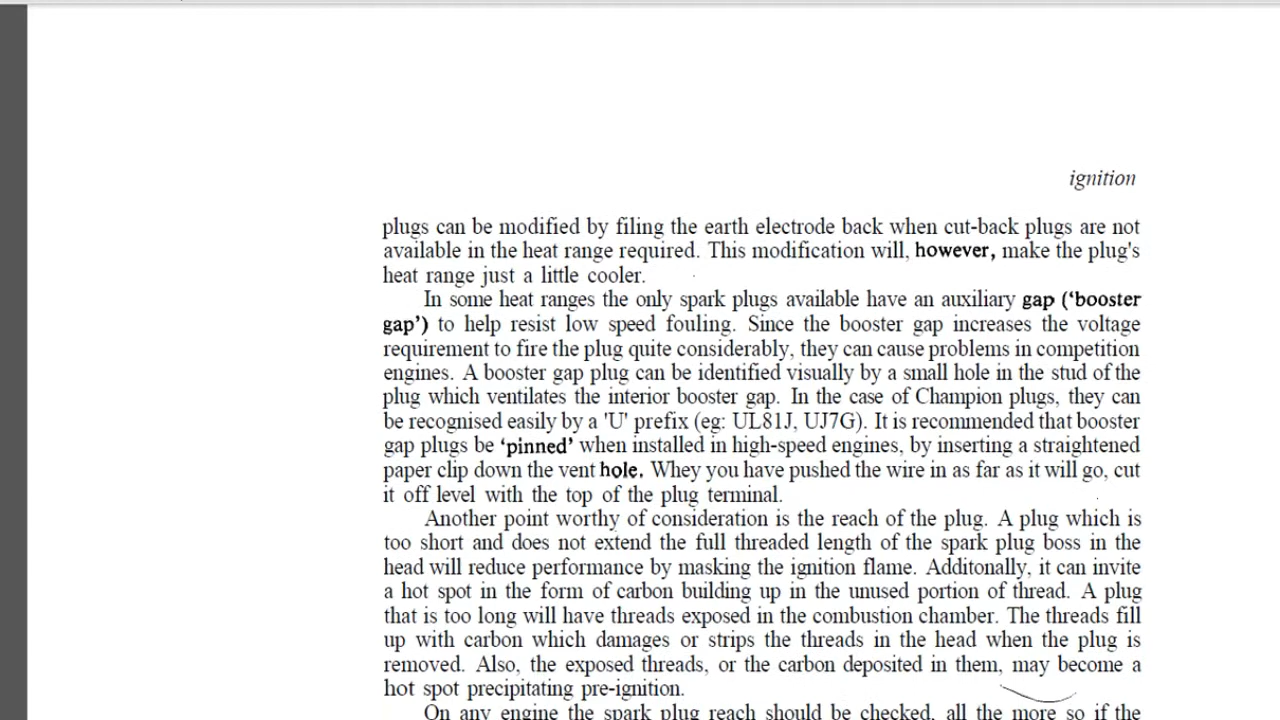 ignition
plugs can be modified by filing the earth electrode back when cut-back plugs are not
available in the heat range required. This modification will, however, make the plug's
heat range just a little cooler.
In some heat ranges the only spark plugs available have an auxiliary gap (‘booster
gap’) to help resist low speed fouling. Since the booster gap increases the voltage
requirement to fire the plug quite considerably, they can cause problems in competition
engines. A booster gap plug can be identified visually by a small hole in the stud of the
plug which ventilates the interior booster gap. In the case of Champion plugs, they can
be recognised easily by a 'U' prefix (eg: UL81J, UJ7G). It is recommended that booster
gap plugs be ‘pinned’ when installed in high-speed engines, by inserting a straightened
paper clip down the vent hole. Whey you have pushed the wire in as far as it will go, cut
it off level with the top of the plug terminal.
Another point worthy of consideration is the reach of the plug. A plug which is
too short and does not extend the full threaded length of the spark plug boss in the
head will reduce performance by masking the ignition flame. Additonally, it can invite
a hot spot in the form of carbon building up in the unused portion of thread. A plug
that is too long will have threads exposed in the combustion chamber. The threads fill
up with carbon which damages or strips the threads in the head when the plug is
removed. Also, the exposed threads, or the carbon deposited in them, may become a
hot spot precipitating pre-ignition.
On any engine the spark plug reach should be checked, all the more so if the